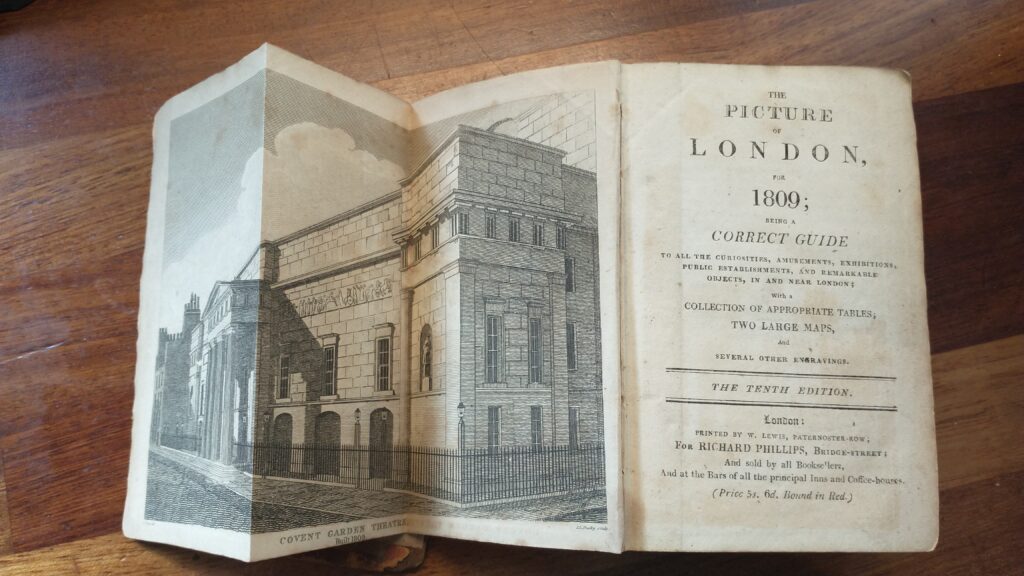 COVENT GARDEN THEATRE.
Built 1809.
THE
PICTURE
OF
LONDON,
FOR
1809;
BEING A
CORRECT GUIDE
TO ALL THE CURIOSITIES, AMUSEMENTS, EXHIBITIONS,
PUBLIC ESTABLISHMENTS, AND REMARKABLE
OBJECTS, IN AND NEAR LONDON;
With a
COLLECTION OF APPROPRIATE TABLES,
TWO LARGE MAPS,
And
SEVERAL OTHER ENGRAVINGS.
THE TENTH EDITION.
London:
PRINTED BY W. LEWIS, PATERNOSTER-ROW;
For RICHARD PHILLIPS, BRIDGE-STREET;
And sold by all Booksellers,
And at the Bars of all the principal Inns and Coffee-houses.
(Price 5s. 6d. Bound in Red.)